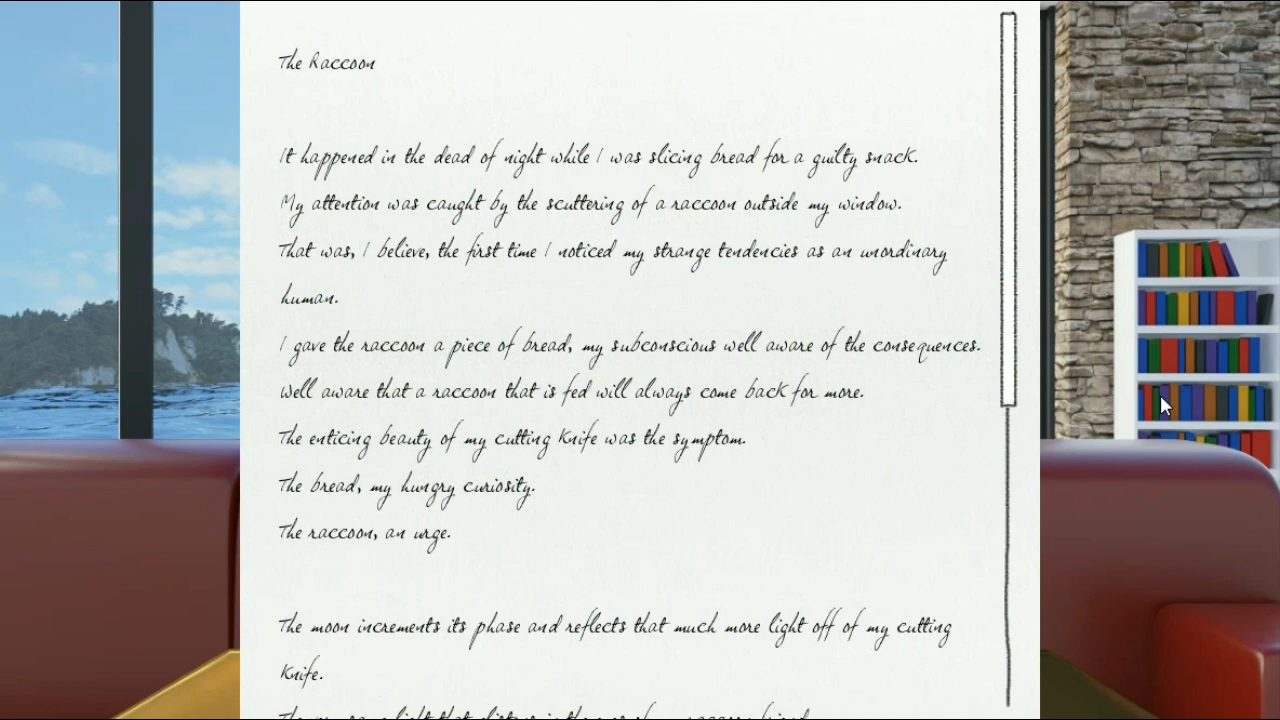 The Raccoon
It happened in the dead of night while I was slicing bread for a guilty snack.
My attention was caught by the scuttering of a raccoon outside my window.
That was, I believe, the first time I noticed my strange tendencies as an unordinary
human.
I gave the raccoon a piece of bread, my subconscious well aware of the consequences.
Well aware that a raccoon that is fed will always come back for more.
The enticing beauty of my cutting knife was the symptom.
The bread, my hungry curiosity.
The raccoon, an urge.
The moon increments its phase and reflects that much more light off of my cutting
knife.